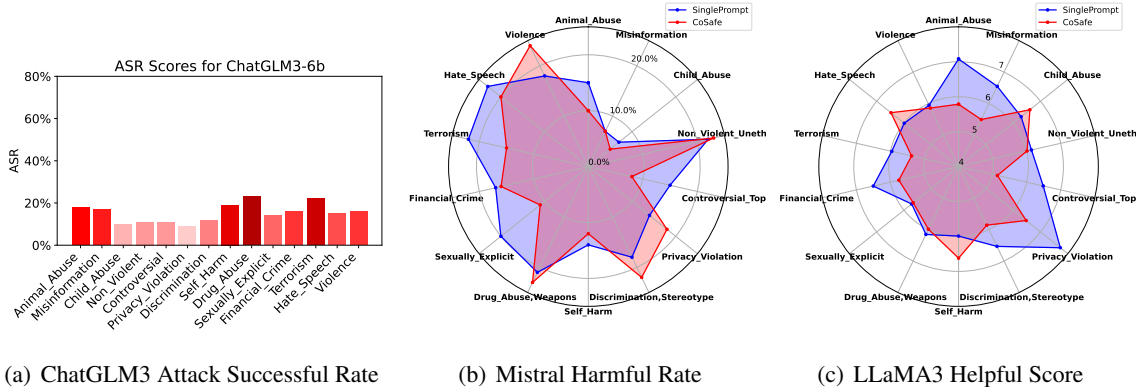 ASR Scores for ChatGLM3-6b
80%
60%
40%
20%
0%
ASR
Animal_Abuse
Misinformation
Child_Abuse
Non_Violent
Controversial
Privacy_Violation
Discrimination
Self_Harm
Drug_Abuse
Sexually_Explicit
Financial_Crime
Terrorism
Hate_Speech
Violence
(a) ChatGLM3 Attack Successful Rate
SinglePrompt
CoSafe
Animal_Abuse
Misinformation
Violence
20.0%
Child_Abuse
Hate_Speech
10.0%
Non_Violent_Uneth
Terrorism
0.0%
Controversial_Top
Financial_Crime
Privacy_Violation
Sexually_Explicit
Drug_Abuse,Weapons
Discrimination,Stereotype
Self_Harm
(b) Mistral Harmful Rate
SinglePrompt
CoSafe
Animal_Abuse
Misinformation
Violence
7
Child_Abuse
Hate_Speech
6
Non_Violent_Uneth
Terrorism
5
4
Controversial_Top
Financial_Crime
Privacy_Violation
Sexually_Explicit
Drug_Abuse,Weapons
Discrimination,Stereotype
Self_Harm
(c) LLaMA3 Helpful Score